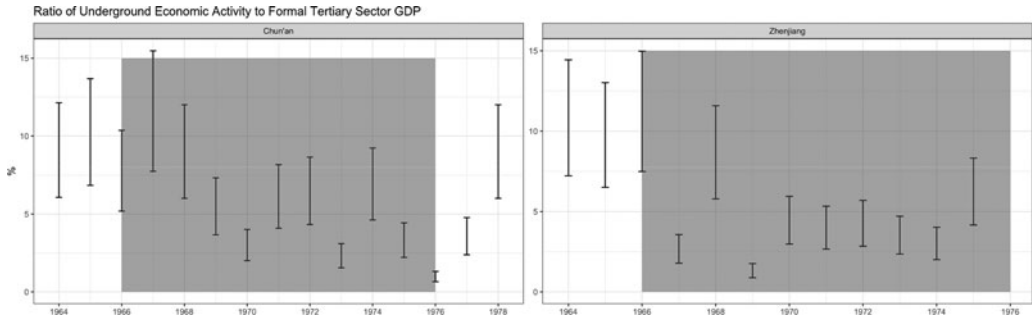 Ratio of Underground Economic Activity to Formal Tertiary Sector GDP
Chun'an
Zhenjiang
%
15
10
5
0
15
10
5
0
1964 1966 1968 1970 1972 1974 1976 1978
1964 1966 1968 1970 1972 1974 1976